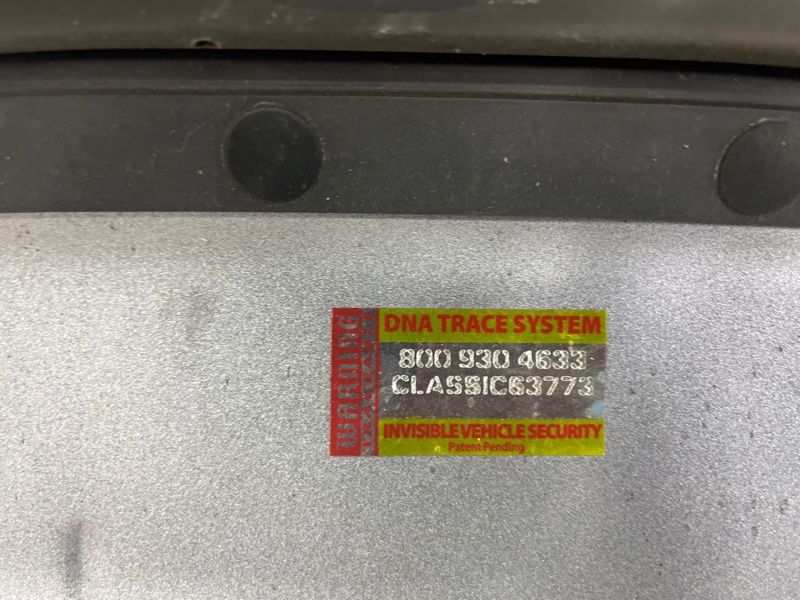 WARNING
DNA TRACE SYSTEM
800 930 4633
CLASSIC63773
INVISIBLE VEHICLE SECURITY
Patent Pending